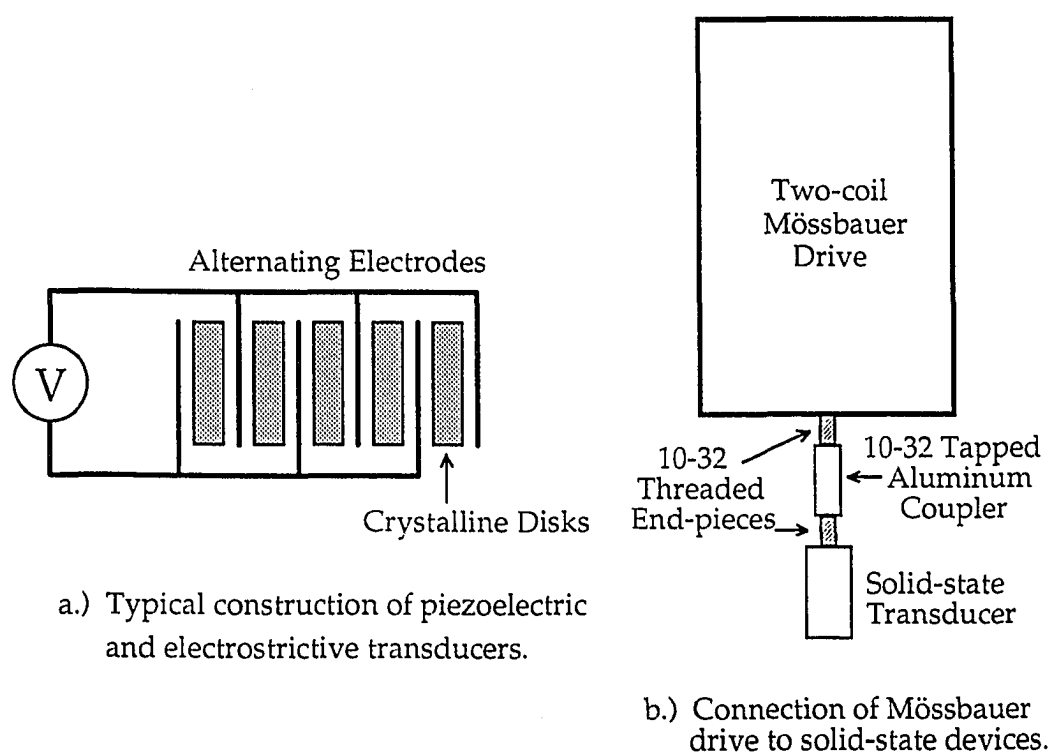 Alternating Electrodes
V
Crystalline Disks
a.) Typical construction of piezoelectric
and electrostrictive transducers.
Two-coil
Mössbauer
Drive
10-32
Threaded
End-pieces
10-32 Tapped
Aluminum
Coupler
Solid-state
Transducer
b.) Connection of Mössbauer
drive to solid-state devices.